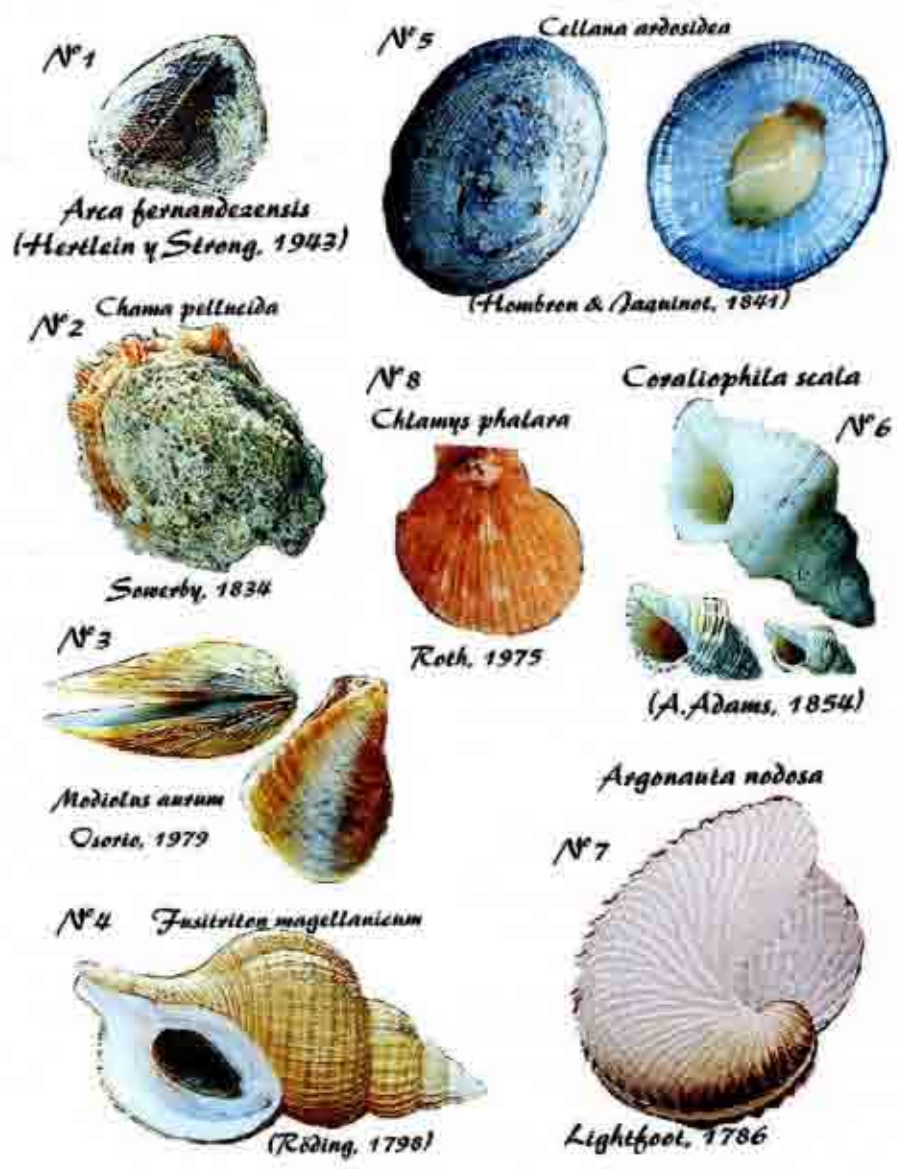 Nº1
Arca fernandezensis
(Hertlein y Strong, 1943)
Nº2
Chama pellucida
Sowerby, 1834
Nº3
Modiolus aurum
Osorio, 1979
Nº4
Fusitriton magellanicum
(Röding, 1798)
Nº5
Cellana ardosidea
(Hombron & Jaquinot, 1841)
Nº8
Chlamys phalara
Roth, 1975
Coraliophila scala
Nº6
(A.Adams, 1854)
Argonauta nodosa
Nº7
Lightfoot, 1786